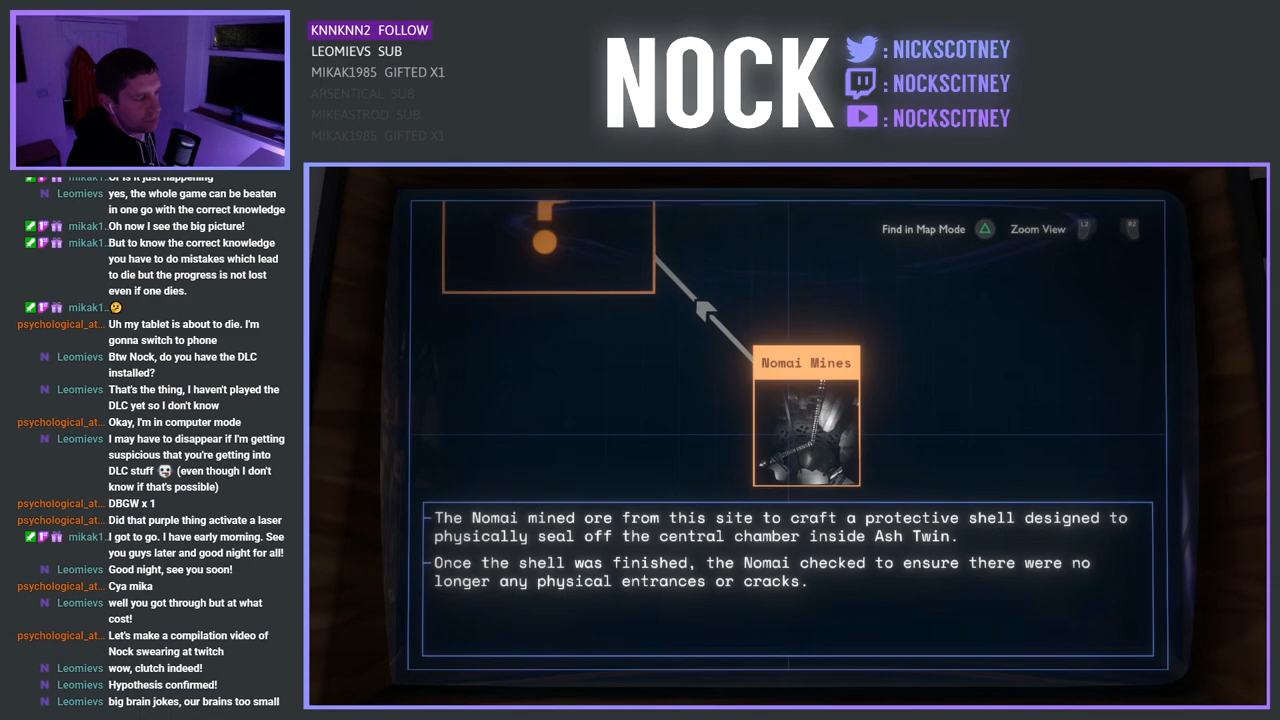 KNNKNN2 FOLLOW
LEOMIEVS SUB
MIKAK1985 GIFTED X1
ARSENTICAL SUB
MIKEASTROD SUB
MIKAK1985 GIFTED X1
NOCK
: NICKSCOTNEY
: NOCKSCITNEY
: NOCKSCITNEY
mikak1.. Or is it just happening
Leomievs yes, the whole game can be beaten
in one go with the correct knowledge
mikak1.. Oh now I see the big picture!
mikak1.. But to know the correct knowledge
you have to do mistakes which lead
to die but the progress is not lost
even if one dies.
mikak1.. 🤔
psychological_at... Uh my tablet is about to die. I'm
gonna switch to phone
Leomievs Btw Nock, do you have the DLC
installed?
Leomievs That's the thing, I haven't played the
DLC yet so I don't know
psychological_at... Okay, I'm in computer mode
Leomievs I may have to disappear if I'm getting
suspicious that you're getting into
DLC stuff (even though I don't
know if that's possible)
psychological_at... DBGW x 1
psychological_at... Did that purple thing activate a laser
mikak1.. I got to go. I have early morning. See
you guys later and good night for all!
Leomievs Good night, see you soon!
psychological_at... Cya mika
Leomievs well you got through but at what
cost!
psychological_at... Let's make a compilation video of
Nock swearing at twitch
Leomievs wow, clutch indeed!
Leomievs Hypothesis confirmed!
Leomievs big brain jokes, our brains too small
Find in Map Mode Zoom View L2 R2
Nomai Mines
The Nomai mined ore from this site to craft a protective shell designed to
physically seal off the central chamber inside Ash Twin.
Once the shell was finished, the Nomai checked to ensure there were no
longer any physical entrances or cracks.